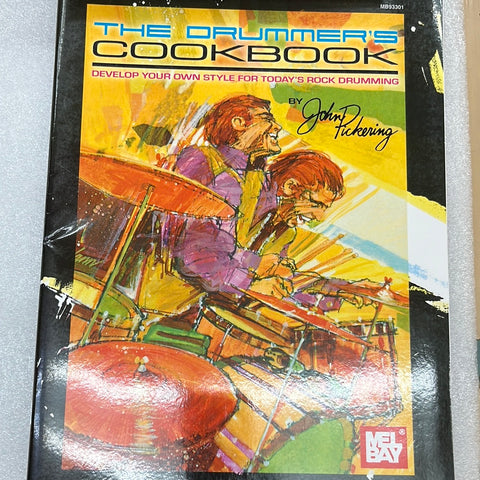 MB93301
THE DRUMMER'S
COOKBOOK
DEVELOP YOUR OWN STYLE FOR TODAY'S ROCK DRUMMING
BY John Pickering
MEL
BAY®